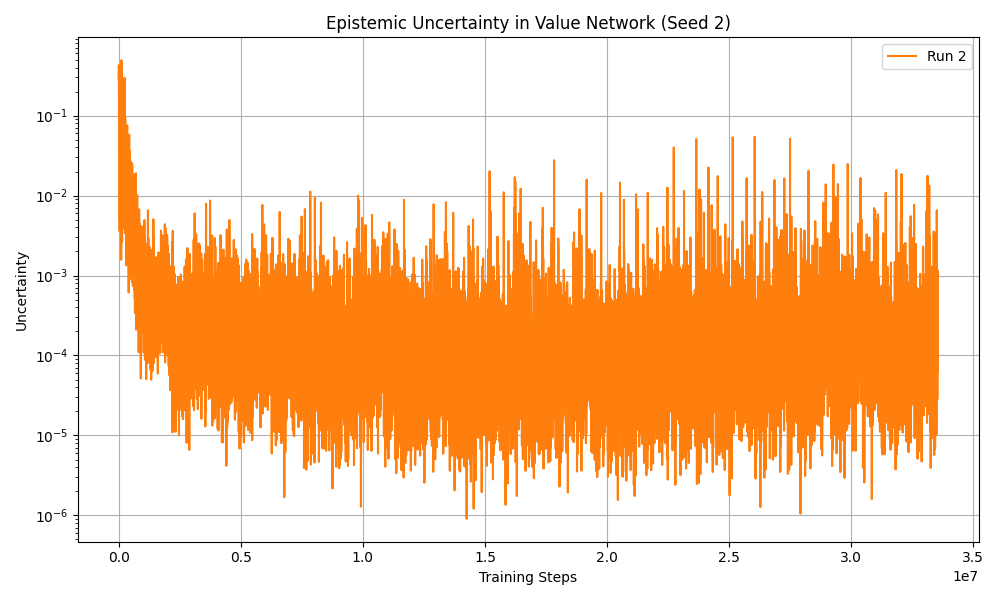 Epistemic Uncertainty in Value Network (Seed 2)
Run 2
Uncertainty
10⁻¹
10⁻²
10⁻³
10⁻⁴
10⁻⁵
10⁻⁶
0.0 0.5 1.0 1.5 2.0 2.5 3.0 3.5
1e7
Training Steps